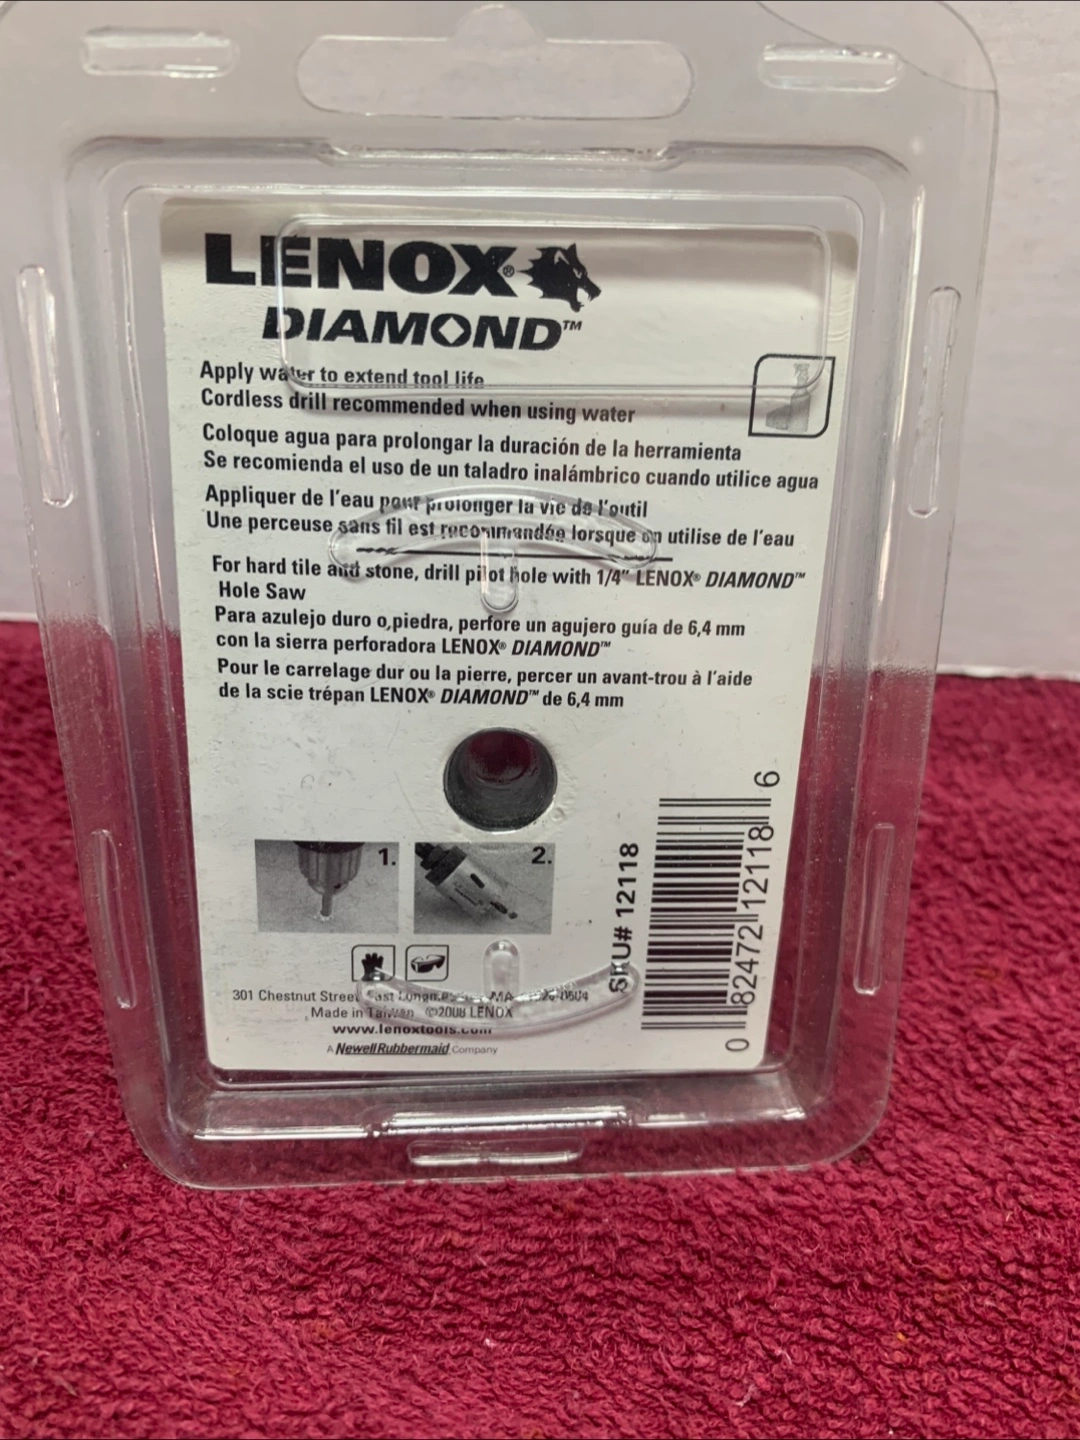 LENOX®
DIAMOND™
Apply water to extend tool life
Cordless drill recommended when using water
Coloque agua para prolongar la duración de la herramienta
Se recomienda el uso de un taladro inalámbrico cuando utilice agua
Appliquer de l'eau pour prolonger la vie de l'outil
Une perceuse sans fil est recommandée lorsque on utilise de l'eau
For hard tile and stone, drill pilot hole with 1/4" LENOX® DIAMOND™
Hole Saw
Para azulejo duro o piedra, perfore un agujero guía de 6,4 mm
con la sierra perforadora LENOX® DIAMOND™
Pour le carrelage dur ou la pierre, percer un avant-trou à l'aide
de la scie trépan LENOX® DIAMOND™ de 6,4 mm
1.
2.
SKU# 12118
0 82472 12118 6
301 Chestnut Street East MA
Made in Taiwan ©2008 LENOX
www.lenoxtools.com
A NewellRubbermaid Company